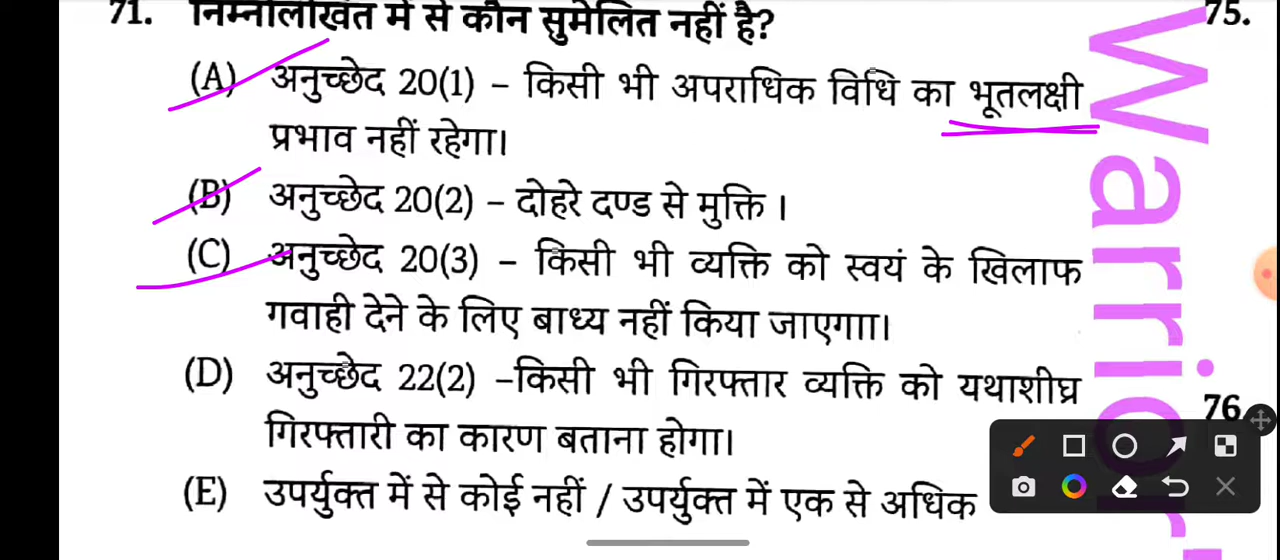 71. निम्नलिखित में से कौन सुमेलित नहीं है?
75.
(A) अनुच्छेद 20(1) – किसी भी अपराधिक विधि का भूतलक्षी
प्रभाव नहीं रहेगा।
(B) अनुच्छेद 20(2) – दोहरे दण्ड से मुक्ति ।
(C) अनुच्छेद 20(3) – किसी भी व्यक्ति को स्वयं के खिलाफ
गवाही देने के लिए बाध्य नहीं किया जाएगाा।
(D) अनुच्छेद 22(2) –किसी भी गिरफ्तार व्यक्ति को यथाशीघ्र
76.
गिरफ्तारी का कारण बताना होगा।
(E) उपर्युक्त में से कोई नहीं / उपर्युक्त में एक से अधिक
Warrior